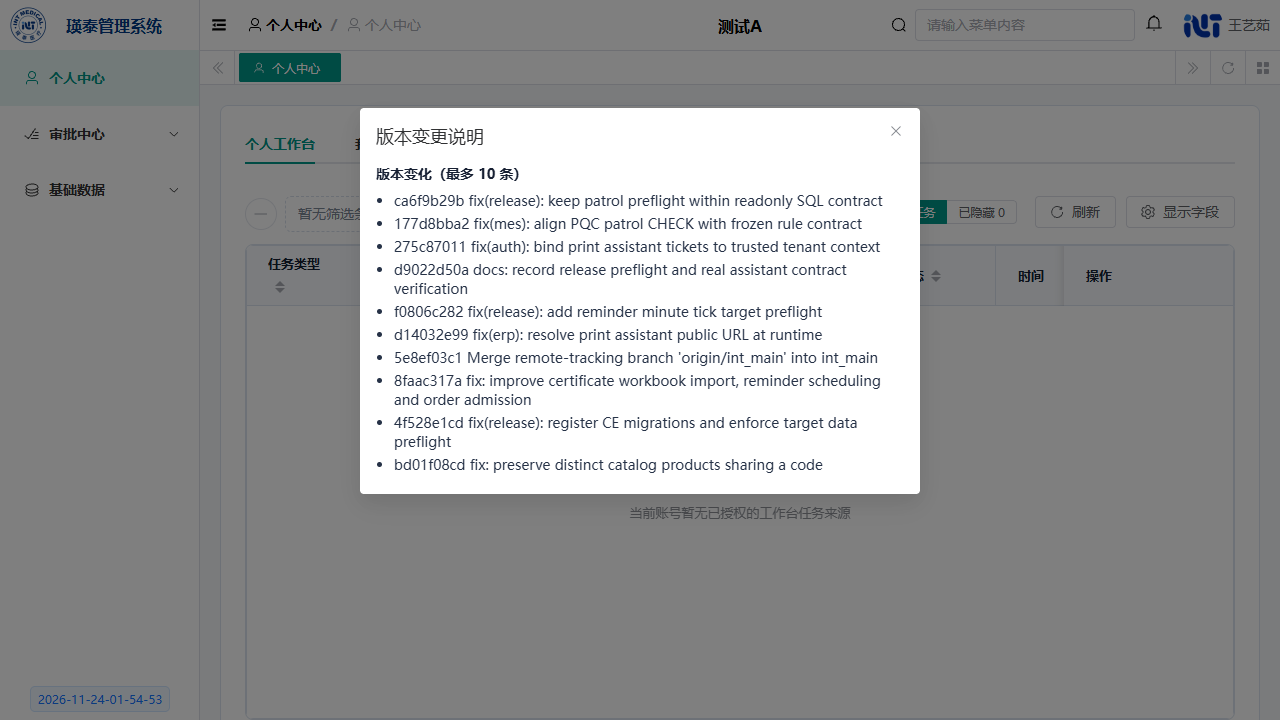 瑛泰管理系统
个人中心 / 个人中心
测试A
请输入菜单内容
王艺茹
个人中心
个人中心
审批中心
基础数据
版本变更说明
个人工作台
版本变化（最多 10 条）
ca6f9b29b fix(release): keep patrol preflight within readonly SQL contract
177d8bba2 fix(mes): align PQC patrol CHECK with frozen rule contract
275c87011 fix(auth): bind print assistant tickets to trusted tenant context
d9022d50a docs: record release preflight and real assistant contract
verification
f0806c282 fix(release): add reminder minute tick target preflight
d14032e99 fix(erp): resolve print assistant public URL at runtime
5e8ef03c1 Merge remote-tracking branch 'origin/int_main' into int_main
8faac317a fix: improve certificate workbook import, reminder scheduling
and order admission
4f528e1cd fix(release): register CE migrations and enforce target data
preflight
bd01f08cd fix: preserve distinct catalog products sharing a code
暂无筛选
已隐藏 0
刷新
显示字段
任务类型
时间
操作
当前账号暂无已授权的工作台任务来源
2026-11-24-01-54-53